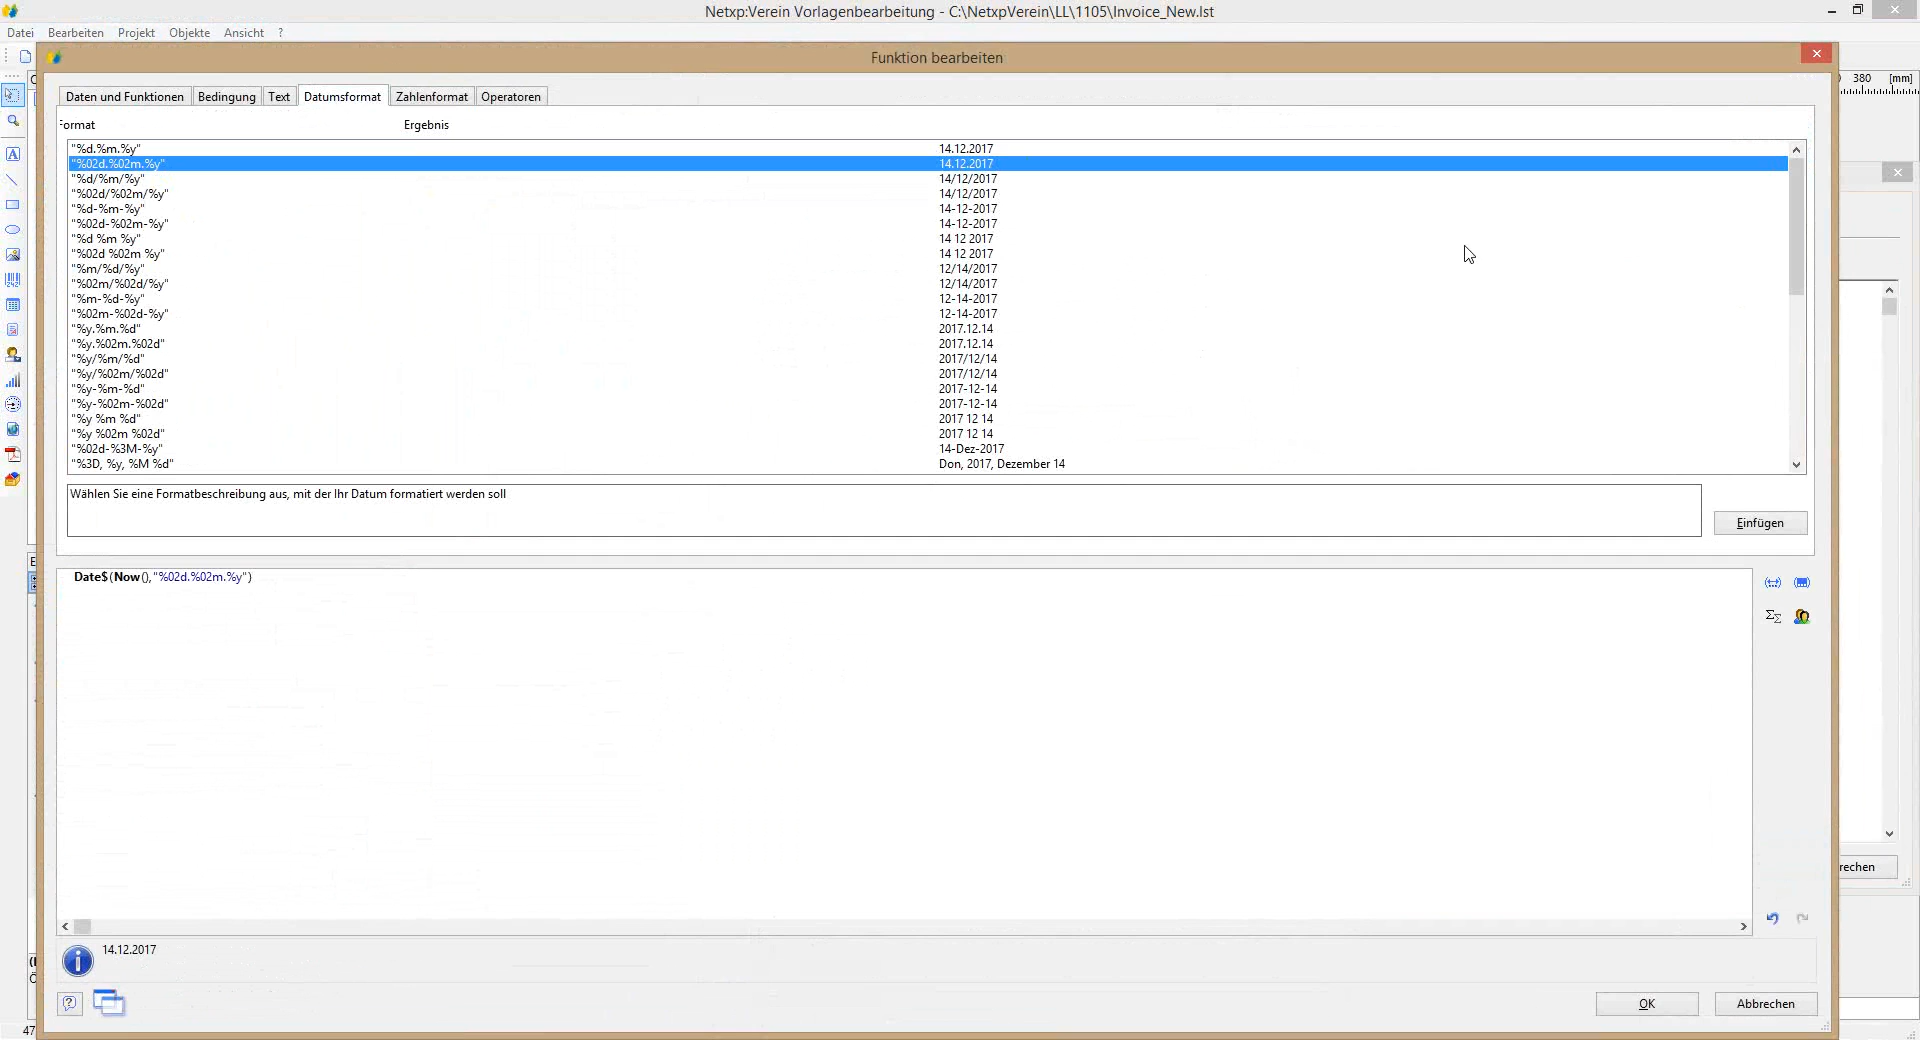 Netxp:Verein Vorlagenbearbeitung - C:\NetxpVerein\LL\1105\Invoice_New.lst
Datei Bearbeiten Projekt Objekte Ansicht ?
Funktion bearbeiten
380 [mm]
Daten und Funktionen Bedingung Text Datumsformat Zahlenformat Operatoren
Format Ergebnis
"%d.%m.%y" 14.12.2017
"%02d.%02m.%y" 14.12.2017
"%d/%m/%y" 14/12/2017
"%02d/%02m/%y" 14/12/2017
"%d-%m-%y" 14-12-2017
"%02d-%02m-%y" 14-12-2017
"%d %m %y" 14 12 2017
"%02d %02m %y" 14 12 2017
"%m/%d/%y" 12/14/2017
"%02m/%02d/%y" 12/14/2017
"%m-%d-%y" 12-14-2017
"%02m-%02d-%y" 12-14-2017
"%y.%m.%d" 2017.12.14
"%y.%02m.%02d" 2017.12.14
"%y/%m/%d" 2017/12/14
"%y/%02m/%02d" 2017/12/14
"%y-%m-%d" 2017-12-14
"%y-%02m-%02d" 2017-12-14
"%y %m %d" 2017 12 14
"%y %02m %02d" 2017 12 14
"%02d-%3M-%y" 14-Dez-2017
"%3D, %y, %M %d" Don, 2017, Dezember 14
Wählen Sie eine Formatbeschreibung aus, mit der Ihr Datum formatiert werden soll
Einfügen
Date$(Now(),"%02d.%02m.%y")
rechen
14.12.2017
OK Abbrechen
47